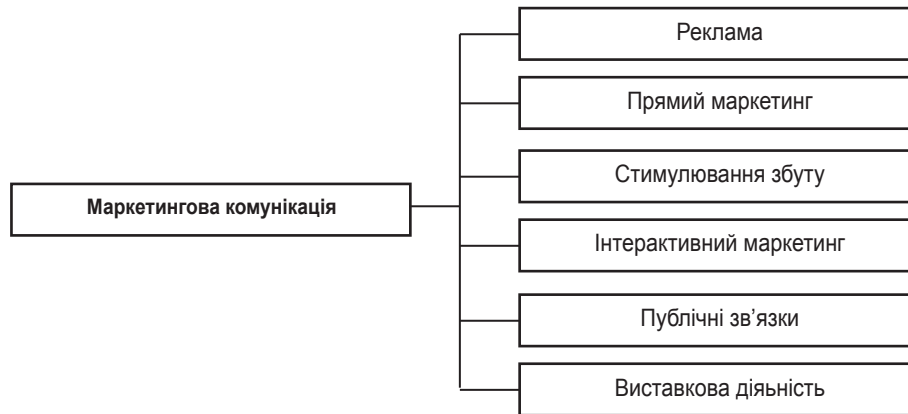 Реклама
Прямий маркетинг
Стимулювання збуту
Маркетингова комунікація
Інтерактивний маркетинг
Публічні зв’язки
Виставкова діяьність